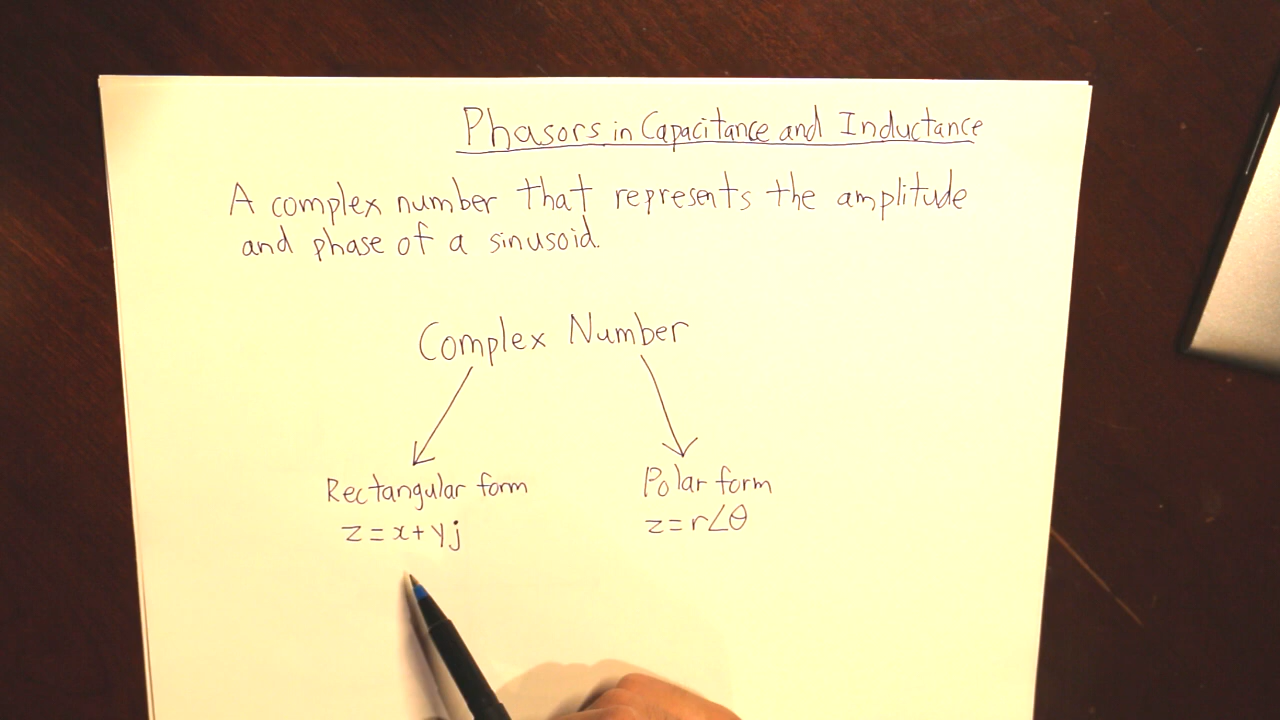 Phasors in Capacitance and Inductance
A complex number that represents the amplitude
and phase of a sinusoid.
Complex Number
Rectangular form
z=x+yj
Polar form
z=r∠θ